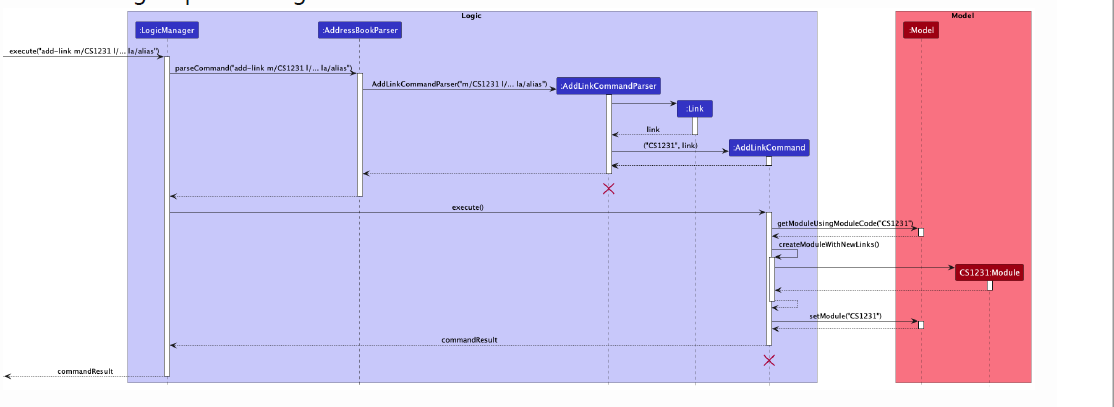 Logic
Model
:LogicManager
:AddressBookParser
:Model
execute("add-link m/CS1231 l/... la/alias")
parseCommand("add-link m/CS1231 l/... la/alias")
AddLinkCommandParser("m/CS1231 l/... la/alias")
:AddLinkCommandParser
:Link
link
("CS1231", link)
:AddLinkCommand
execute()
getModuleUsingModuleCode("CS1231")
createModuleWithNewLinks()
CS1231:Module
setModule("CS1231")
commandResult
commandResult